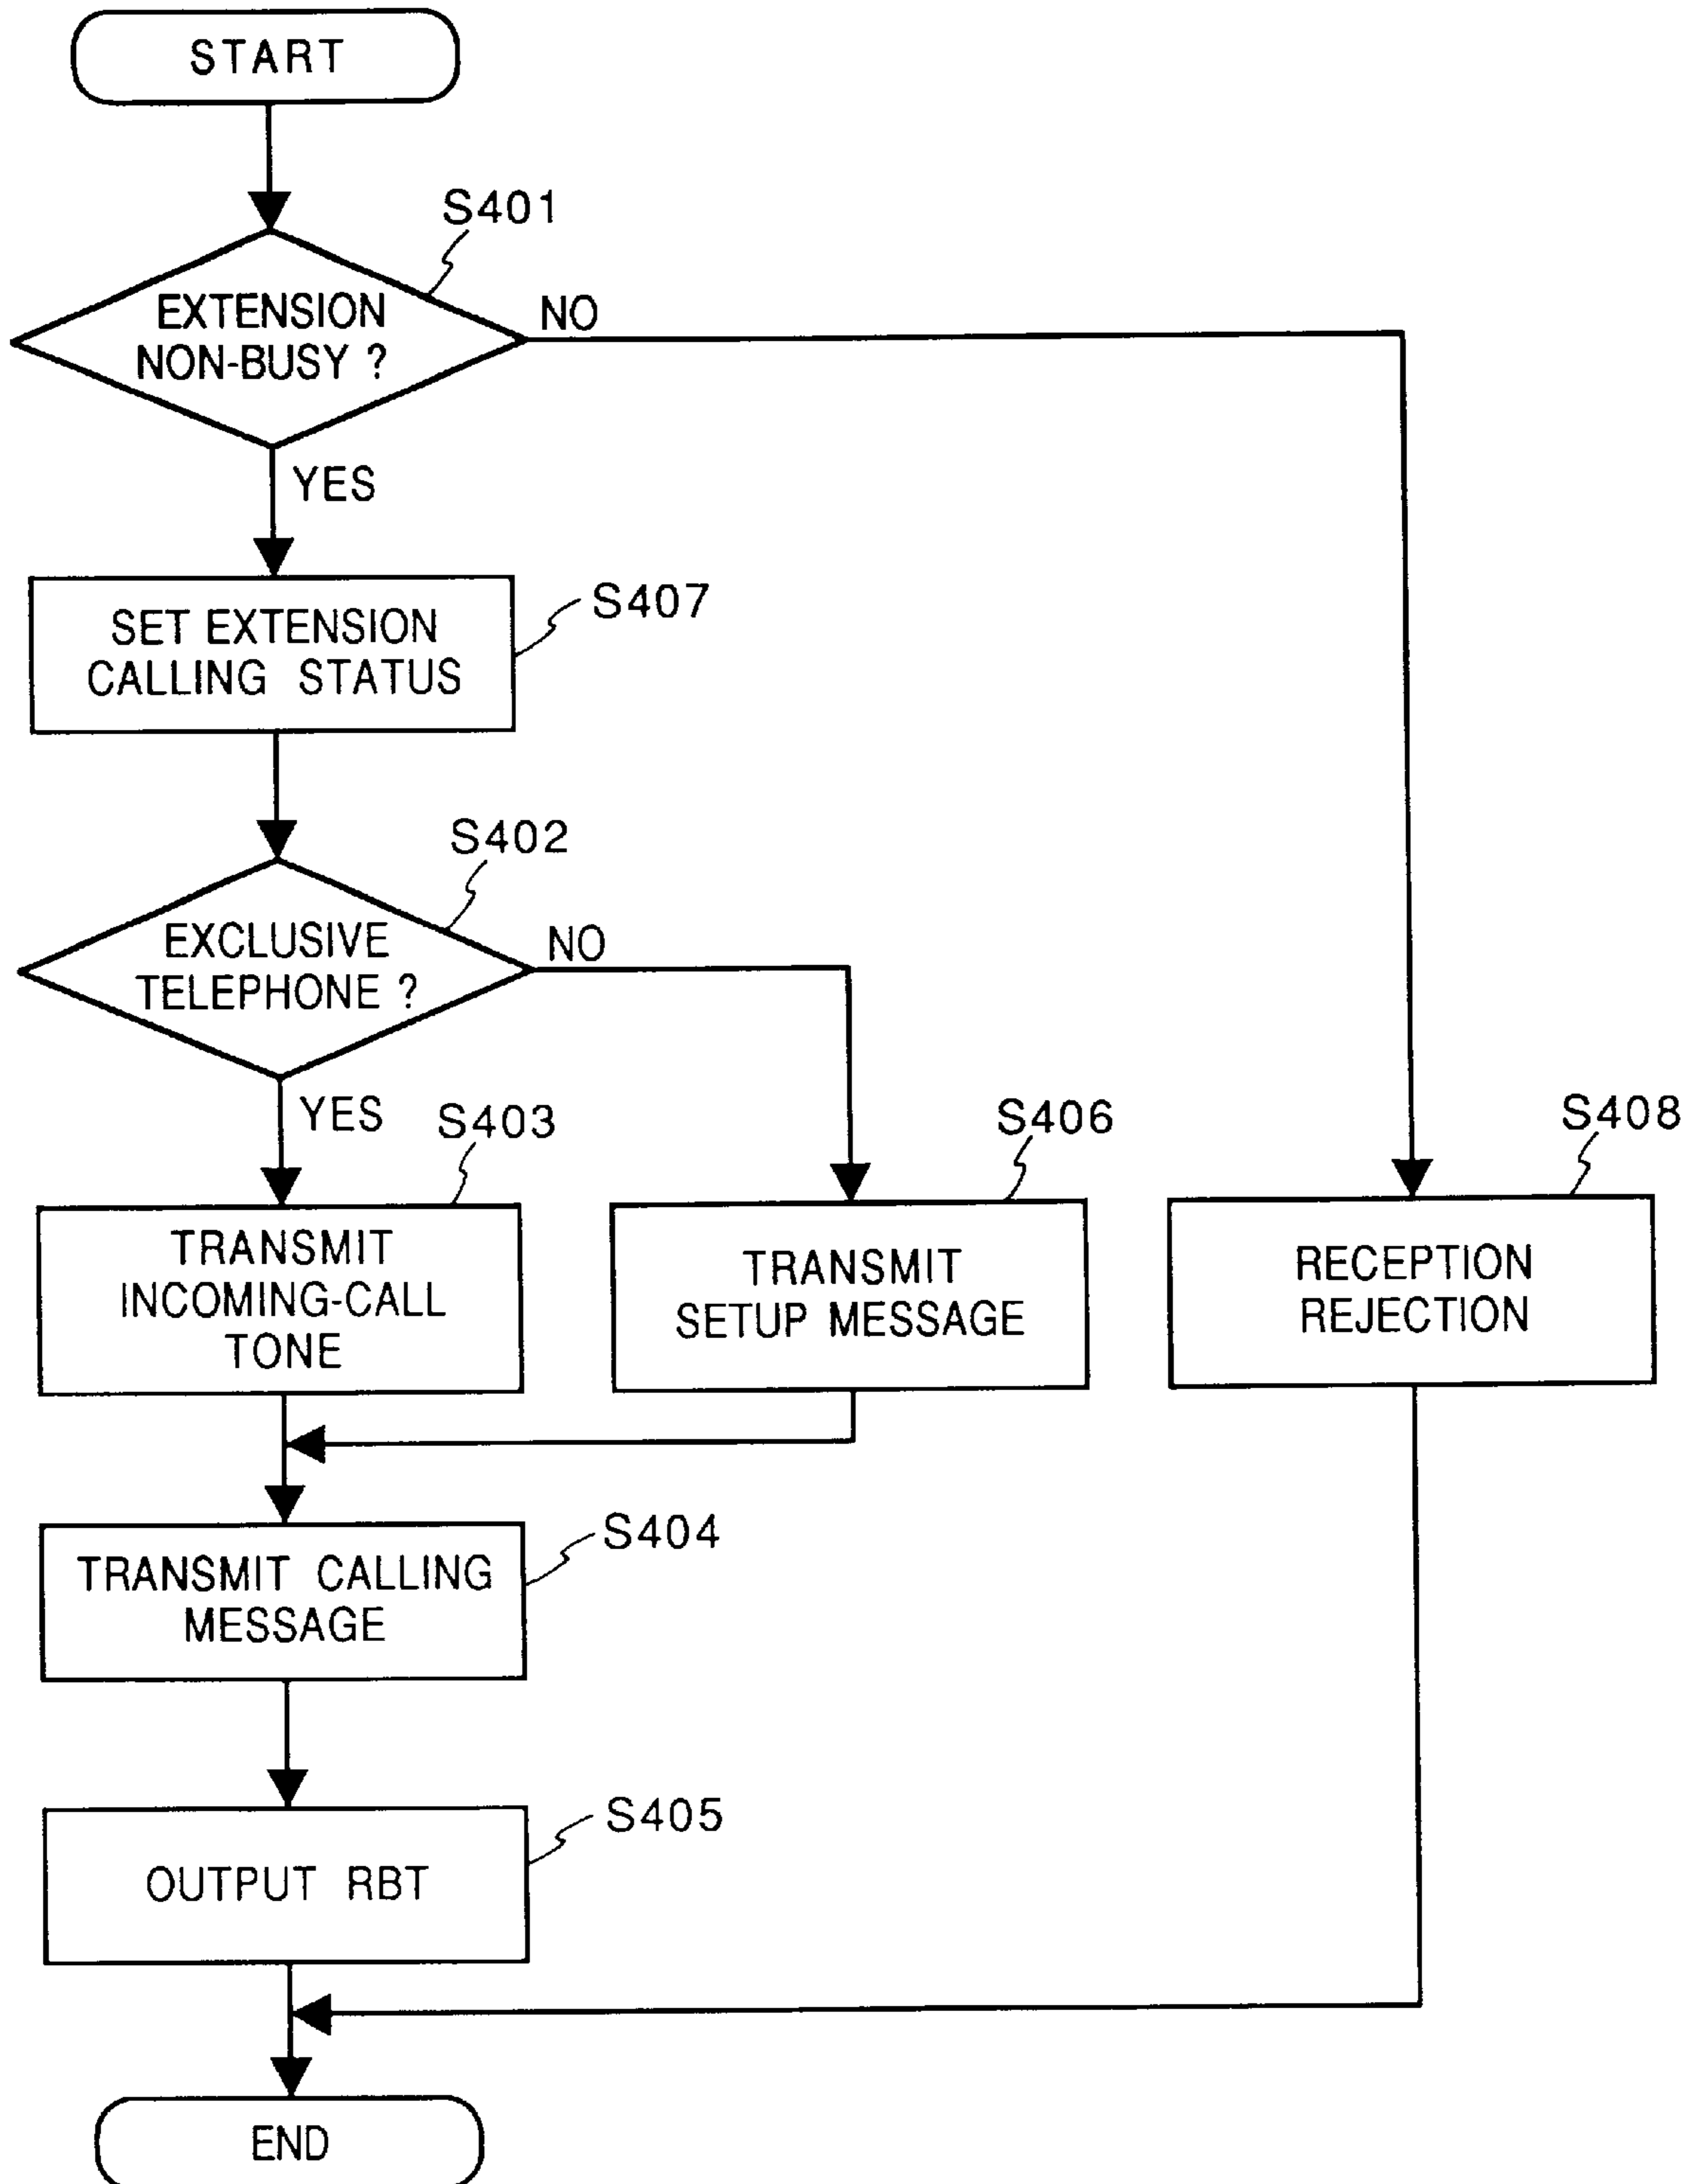 START
S401
EXTENSION
NON-BUSY ?
NO
YES
S407
SET EXTENSION
CALLING STATUS
S402
EXCLUSIVE
TELEPHONE ?
NO
YES
S403
TRANSMIT
INCOMING-CALL
TONE
S406
TRANSMIT
SETUP MESSAGE
S408
RECEPTION
REJECTION
S404
TRANSMIT CALLING
MESSAGE
S405
OUTPUT RBT
END